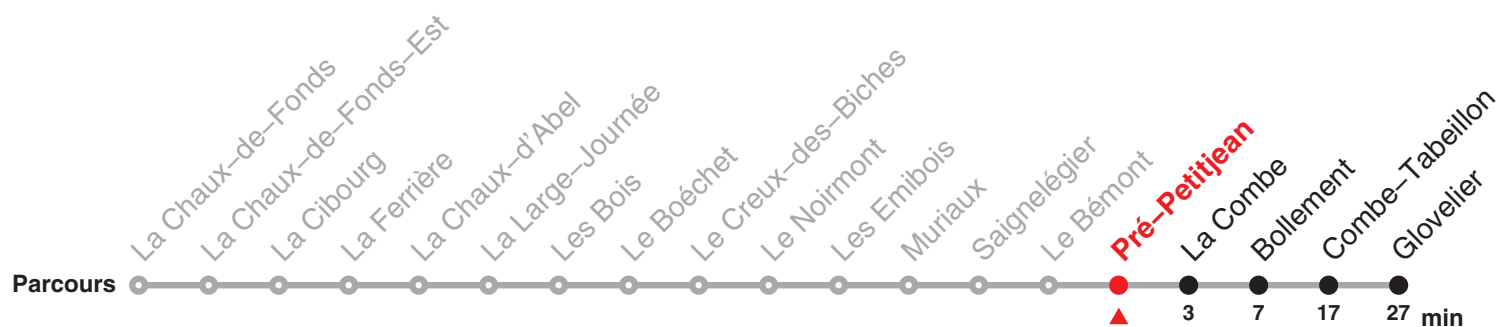 La Chaux–de–Fonds
La Chaux–de–Fonds–Est
La Cibourg
La Ferrière
La Chaux–d'Abel
La Large–Journée
Les Bois
Le Boéchet
Le Creux–des–Biches
Le Noirmont
Les Emibois
Muriaux
Saignelégier
Le Bémont
Pré–Petitjean
La Combe
Bollement
Combe–Tabeillon
Glovelier
Parcours
3 7 17 27 min